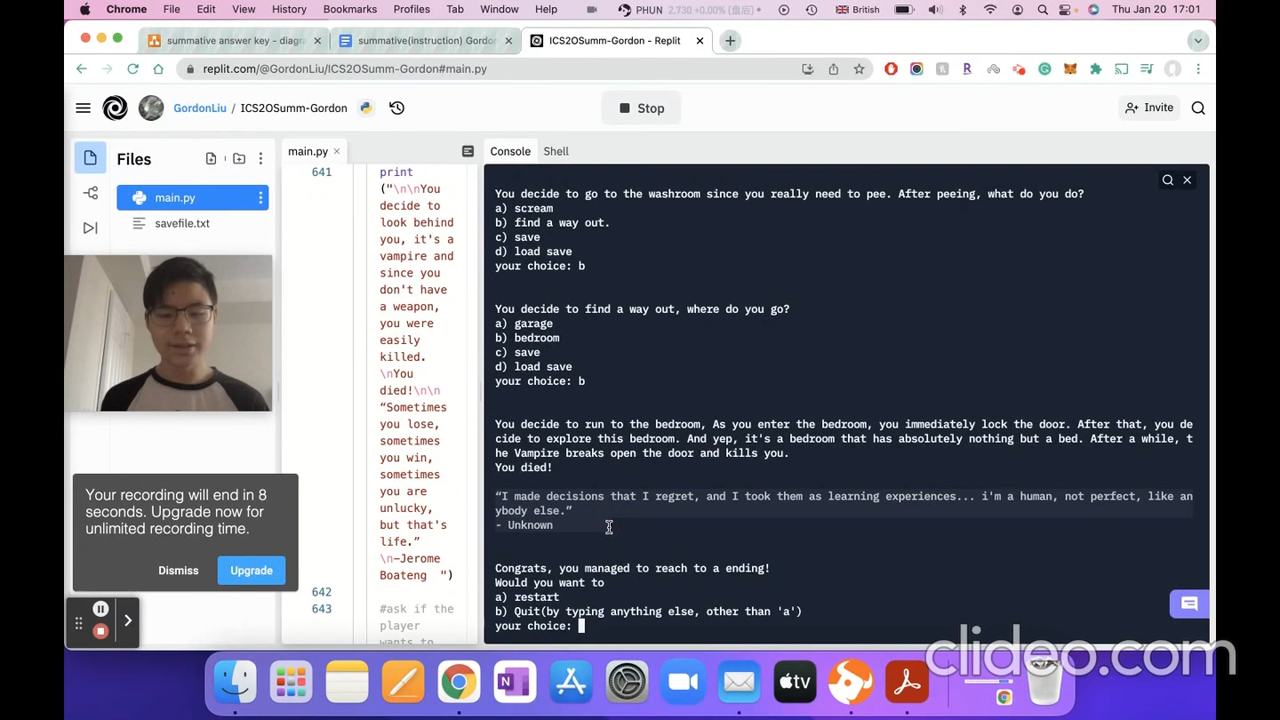 Chrome File Edit View History Bookmarks Profiles Tab Window Help PHUN 2,730 +0.00% British Thu Jan 20 17:01
summative answer key - diagra
summative(instruction) Gordo
ICS2OSumm-Gordon - Replit
replit.com/@GordonLiu/ICS2OSumm-Gordon#main.py
GordonLiu / ICS2OSumm-Gordon
Stop
Invite
Files
main.py
savefile.txt
main.py
641
print
("\n\nYou
decide to
look behind
you, it's a
vampire and
since you
don't have
a weapon,
you were
easily
killed.
\nYou
died!\n\n
“Sometimes
you lose,
sometimes
you win,
sometimes
you are
unlucky,
but that's
life.”
\n—Jerome
Boateng ")
642
643
#ask if the
player
wants to
Console Shell
You decide to go to the washroom since you really need to pee. After peeing, what do you do?
a) scream
b) find a way out.
c) save
d) load save
your choice: b
You decide to find a way out, where do you go?
a) garage
b) bedroom
c) save
d) load save
your choice: b
You decide to run to the bedroom, As you enter the bedroom, you immediately lock the door. After that, you de
cide to explore this bedroom. And yep, it's a bedroom that has absolutely nothing but a bed. After a while, t
he Vampire breaks open the door and kills you.
You died!
“I made decisions that I regret, and I took them as learning experiences... i'm a human, not perfect, like an
ybody else.”
- Unknown
Congrats, you managed to reach to a ending!
Would you want to
a) restart
b) Quit(by typing anything else, other than 'a')
your choice:
Your recording will end in 8
seconds. Upgrade now for
unlimited recording time.
Dismiss
Upgrade
tv
clideo.com